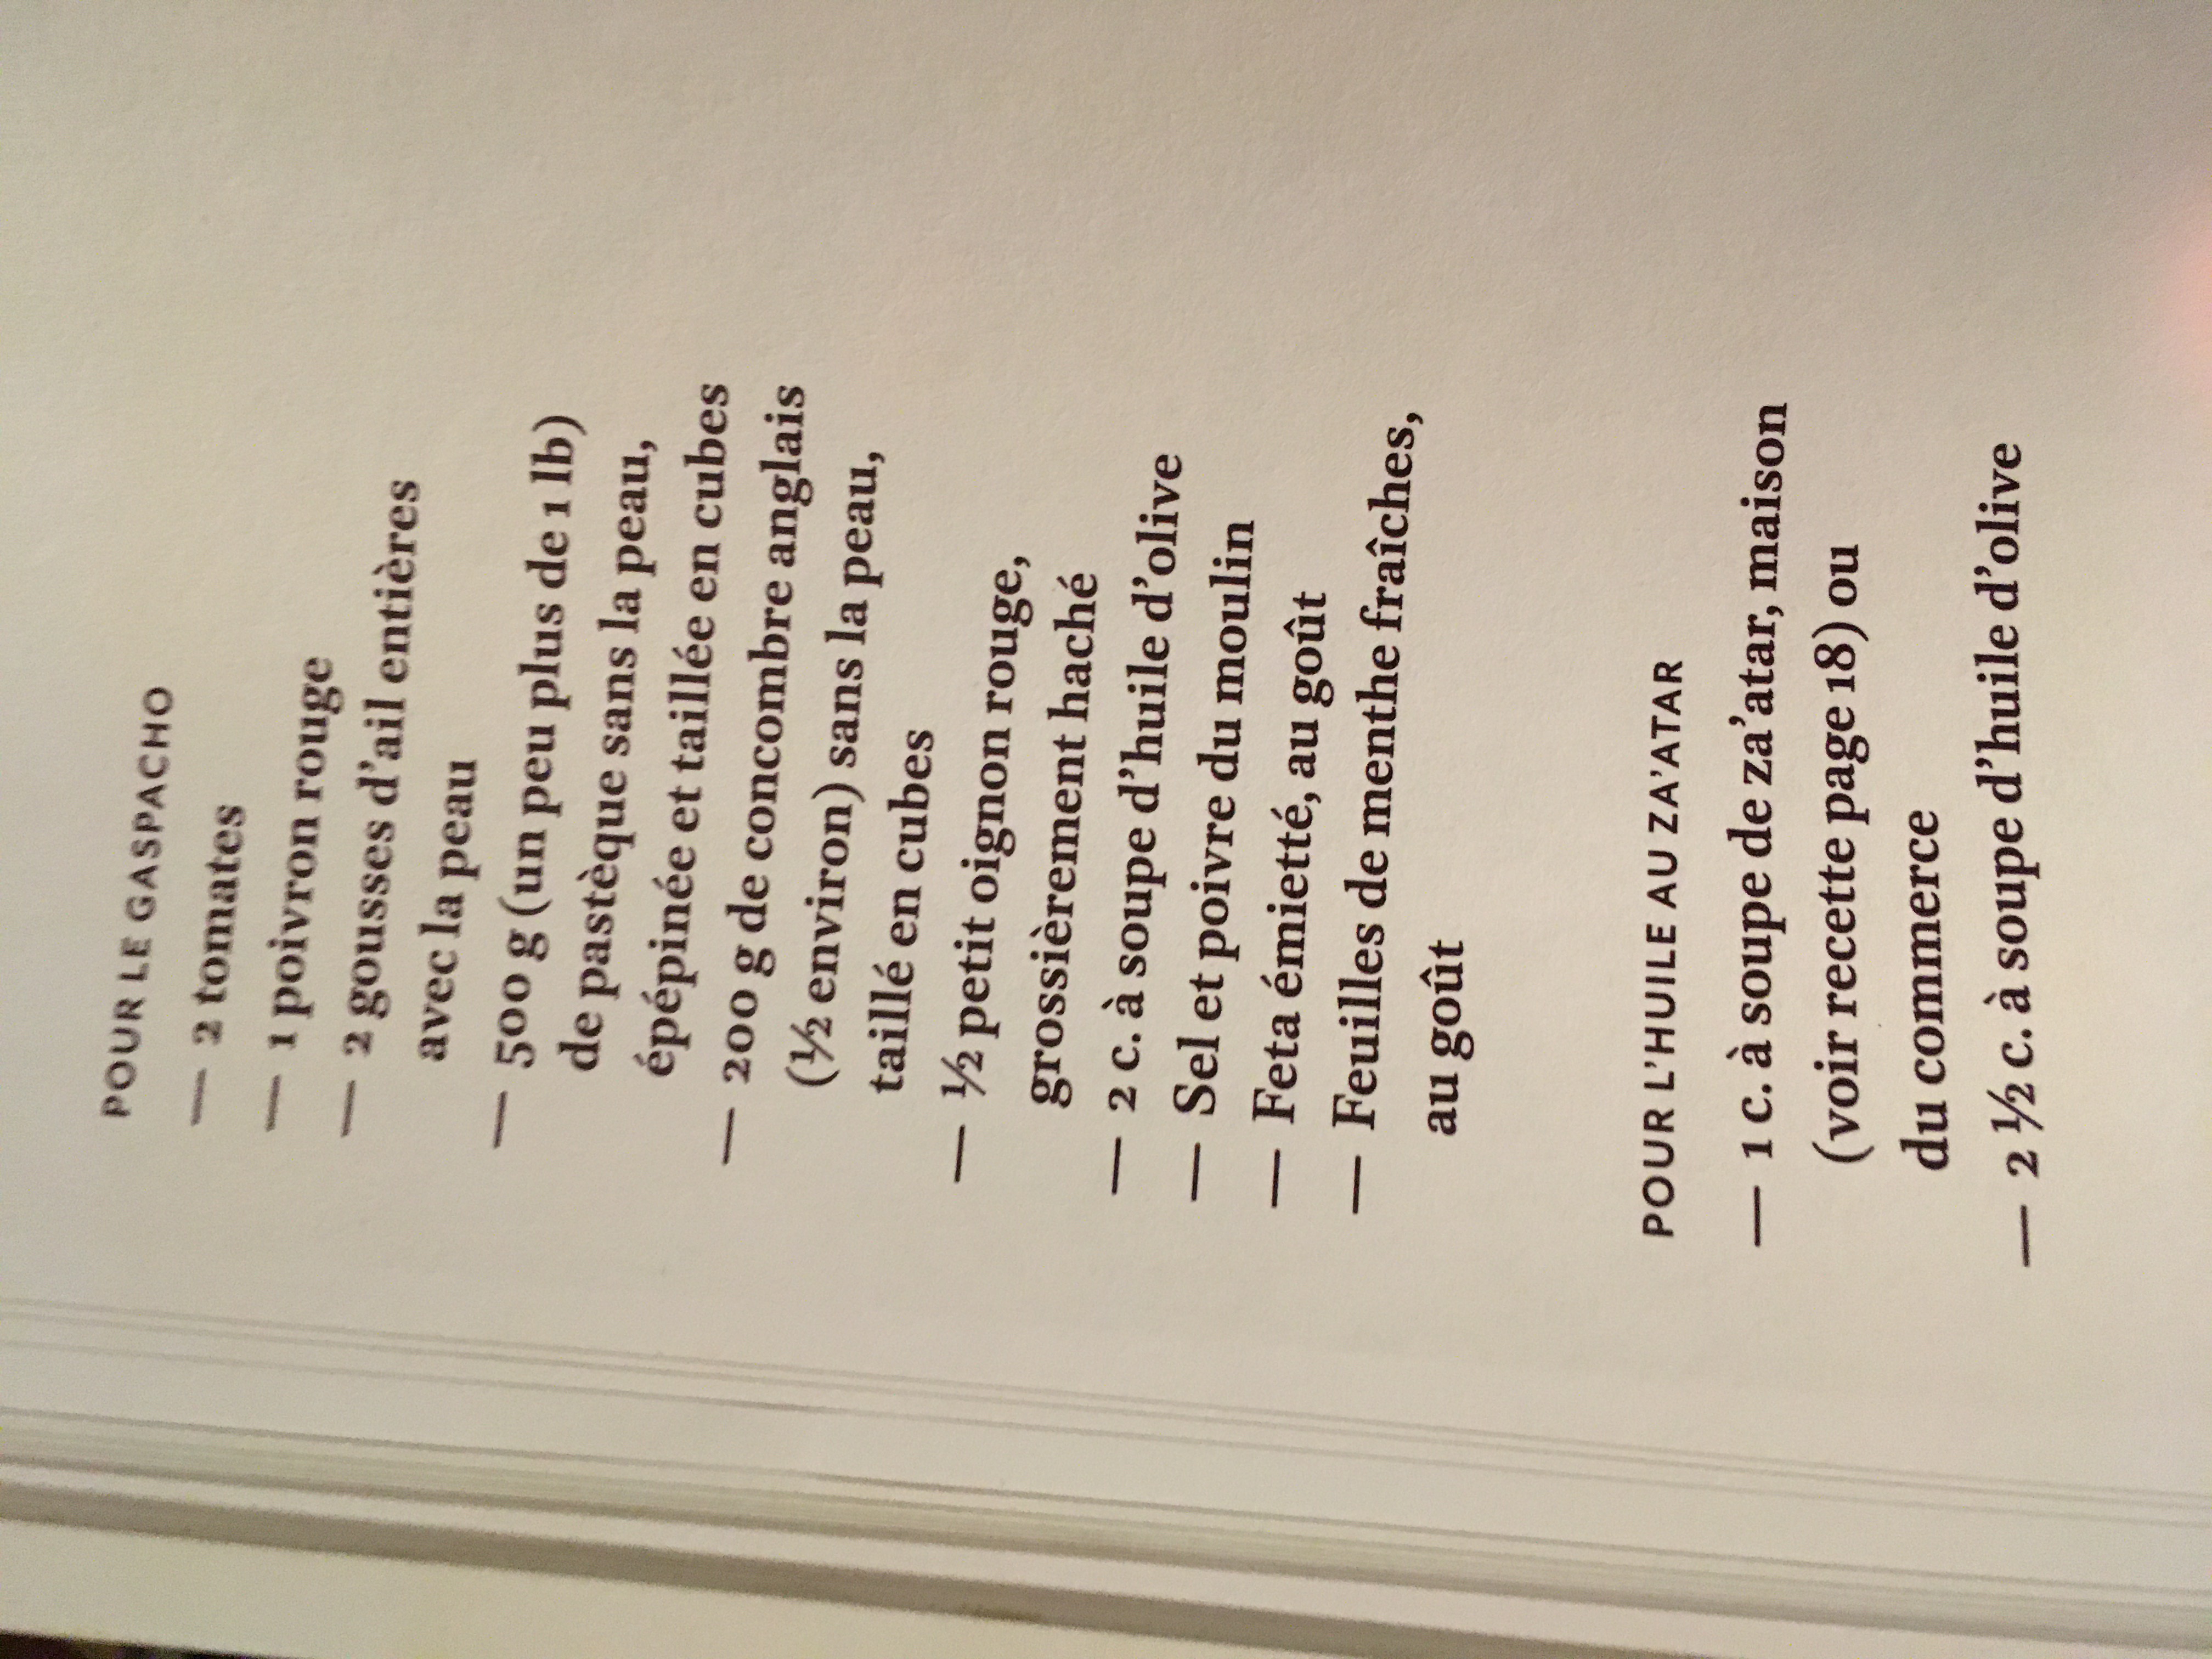 POUR LE GASPACHO
— 2 tomates
— 1 poivron rouge
— 2 gousses d'ail entières
avec la peau
— 500 g (un peu plus de 1 lb)
de pastèque sans la peau,
épépinée et taillée en cubes
— 200 g de concombre anglais
(½ environ) sans la peau,
taillé en cubes
— ½ petit oignon rouge,
grossièrement haché
— 2 c. à soupe d'huile d'olive
— Sel et poivre du moulin
— Feta émietté, au goût
— Feuilles de menthe fraîches,
au goût
POUR L'HUILE AU ZA'ATAR
— 1 c. à soupe de za'atar, maison
(voir recette page 18) ou
du commerce
— 2 ½ c. à soupe d'huile d'olive